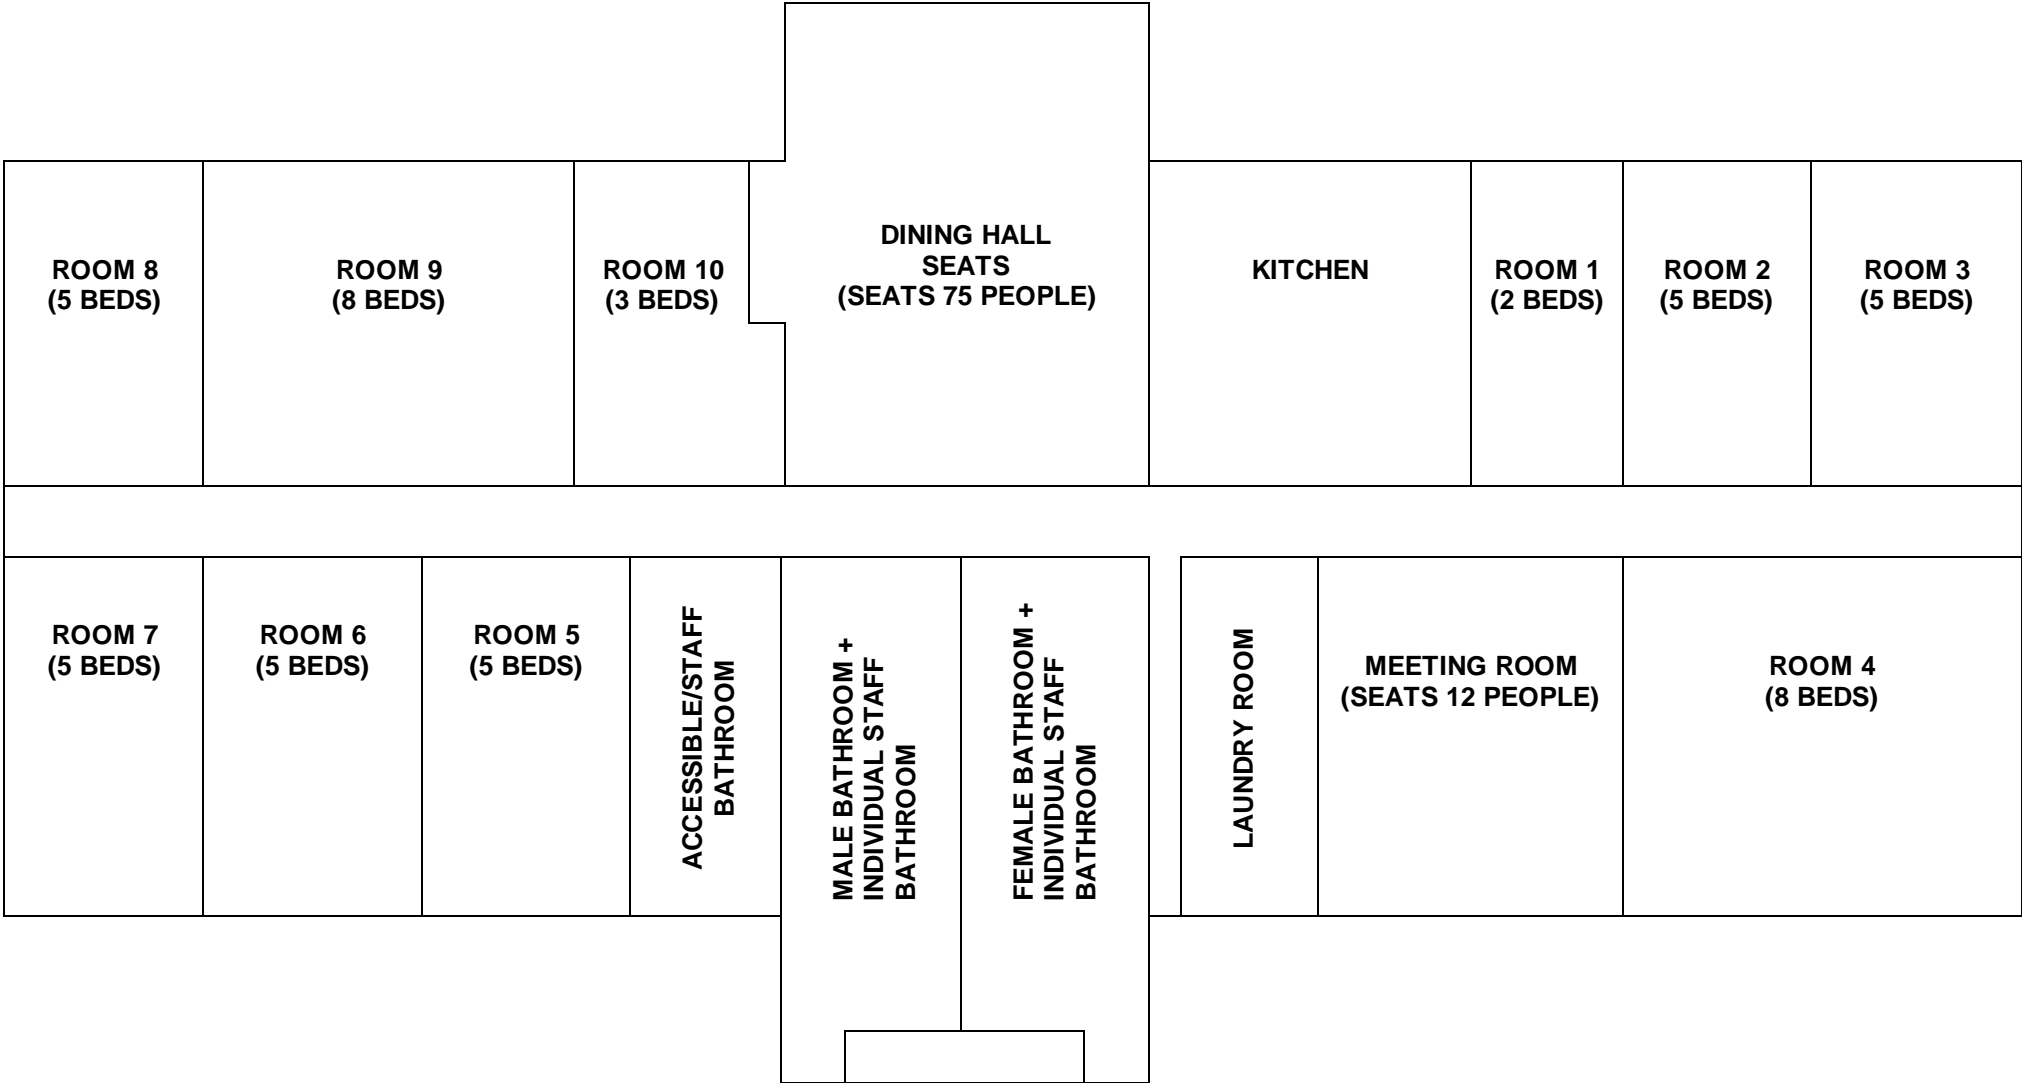 ROOM 8
(5 BEDS)
ROOM 9
(8 BEDS)
ROOM 10
(3 BEDS)
DINING HALL
SEATS
(SEATS 75 PEOPLE)
KITCHEN
ROOM 1
(2 BEDS)
ROOM 2
(5 BEDS)
ROOM 3
(5 BEDS)
ROOM 7
(5 BEDS)
ROOM 6
(5 BEDS)
ROOM 5
(5 BEDS)
ACCESSIBLE/STAFF
BATHROOM
MALE BATHROOM +
INDIVIDUAL STAFF
BATHROOM
FEMALE BATHROOM +
INDIVIDUAL STAFF
BATHROOM
LAUNDRY ROOM
MEETING ROOM
(SEATS 12 PEOPLE)
ROOM 4
(8 BEDS)